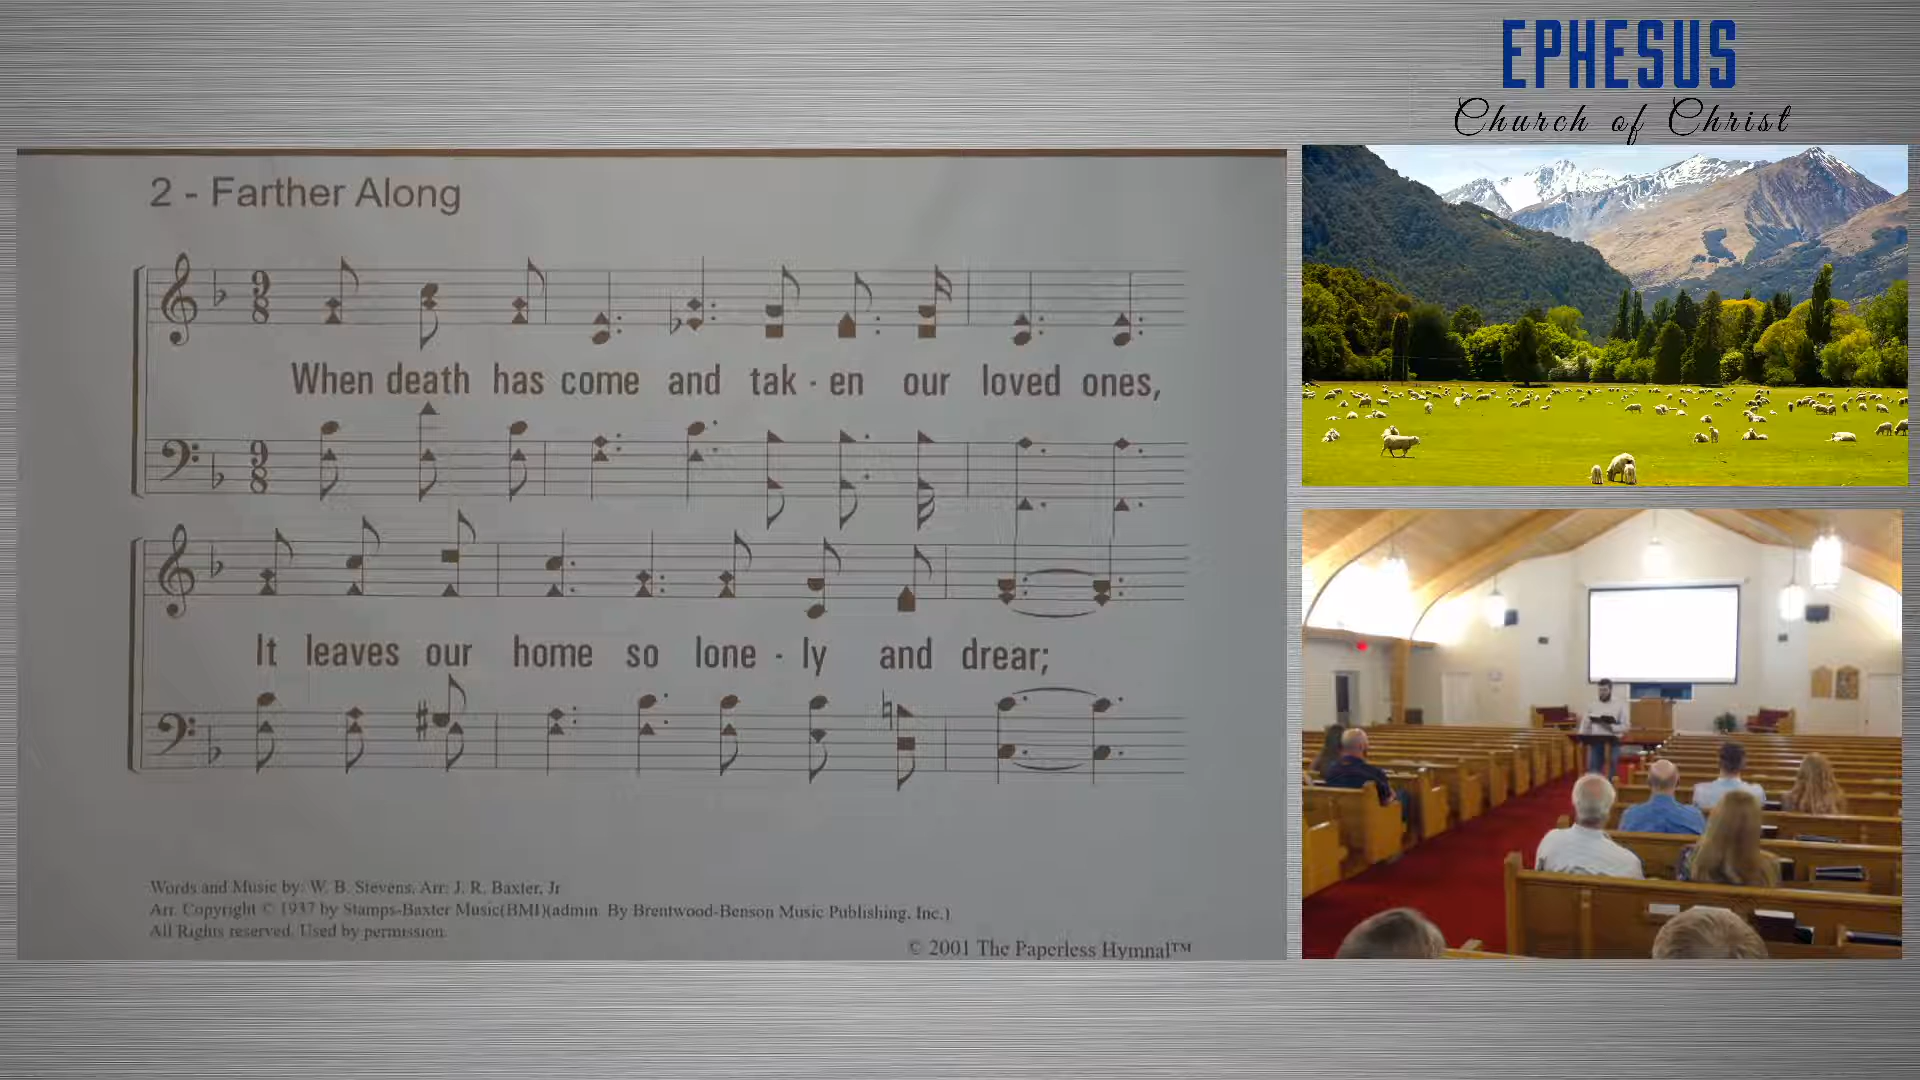 EPHESUS
Church of Christ
2 - Farther Along
When death has come and tak - en our loved ones,
It leaves our home so lone - ly and drear;
Words and Music by: W. B. Stevens, Arr: J. R. Baxter, Jr
Arr. Copyright © 1937 by Stamps-Baxter Music(BMI)(admin. By Brentwood-Benson Music Publishing, Inc.)
All Rights reserved. Used by permission.
© 2001 The Paperless Hymnal™